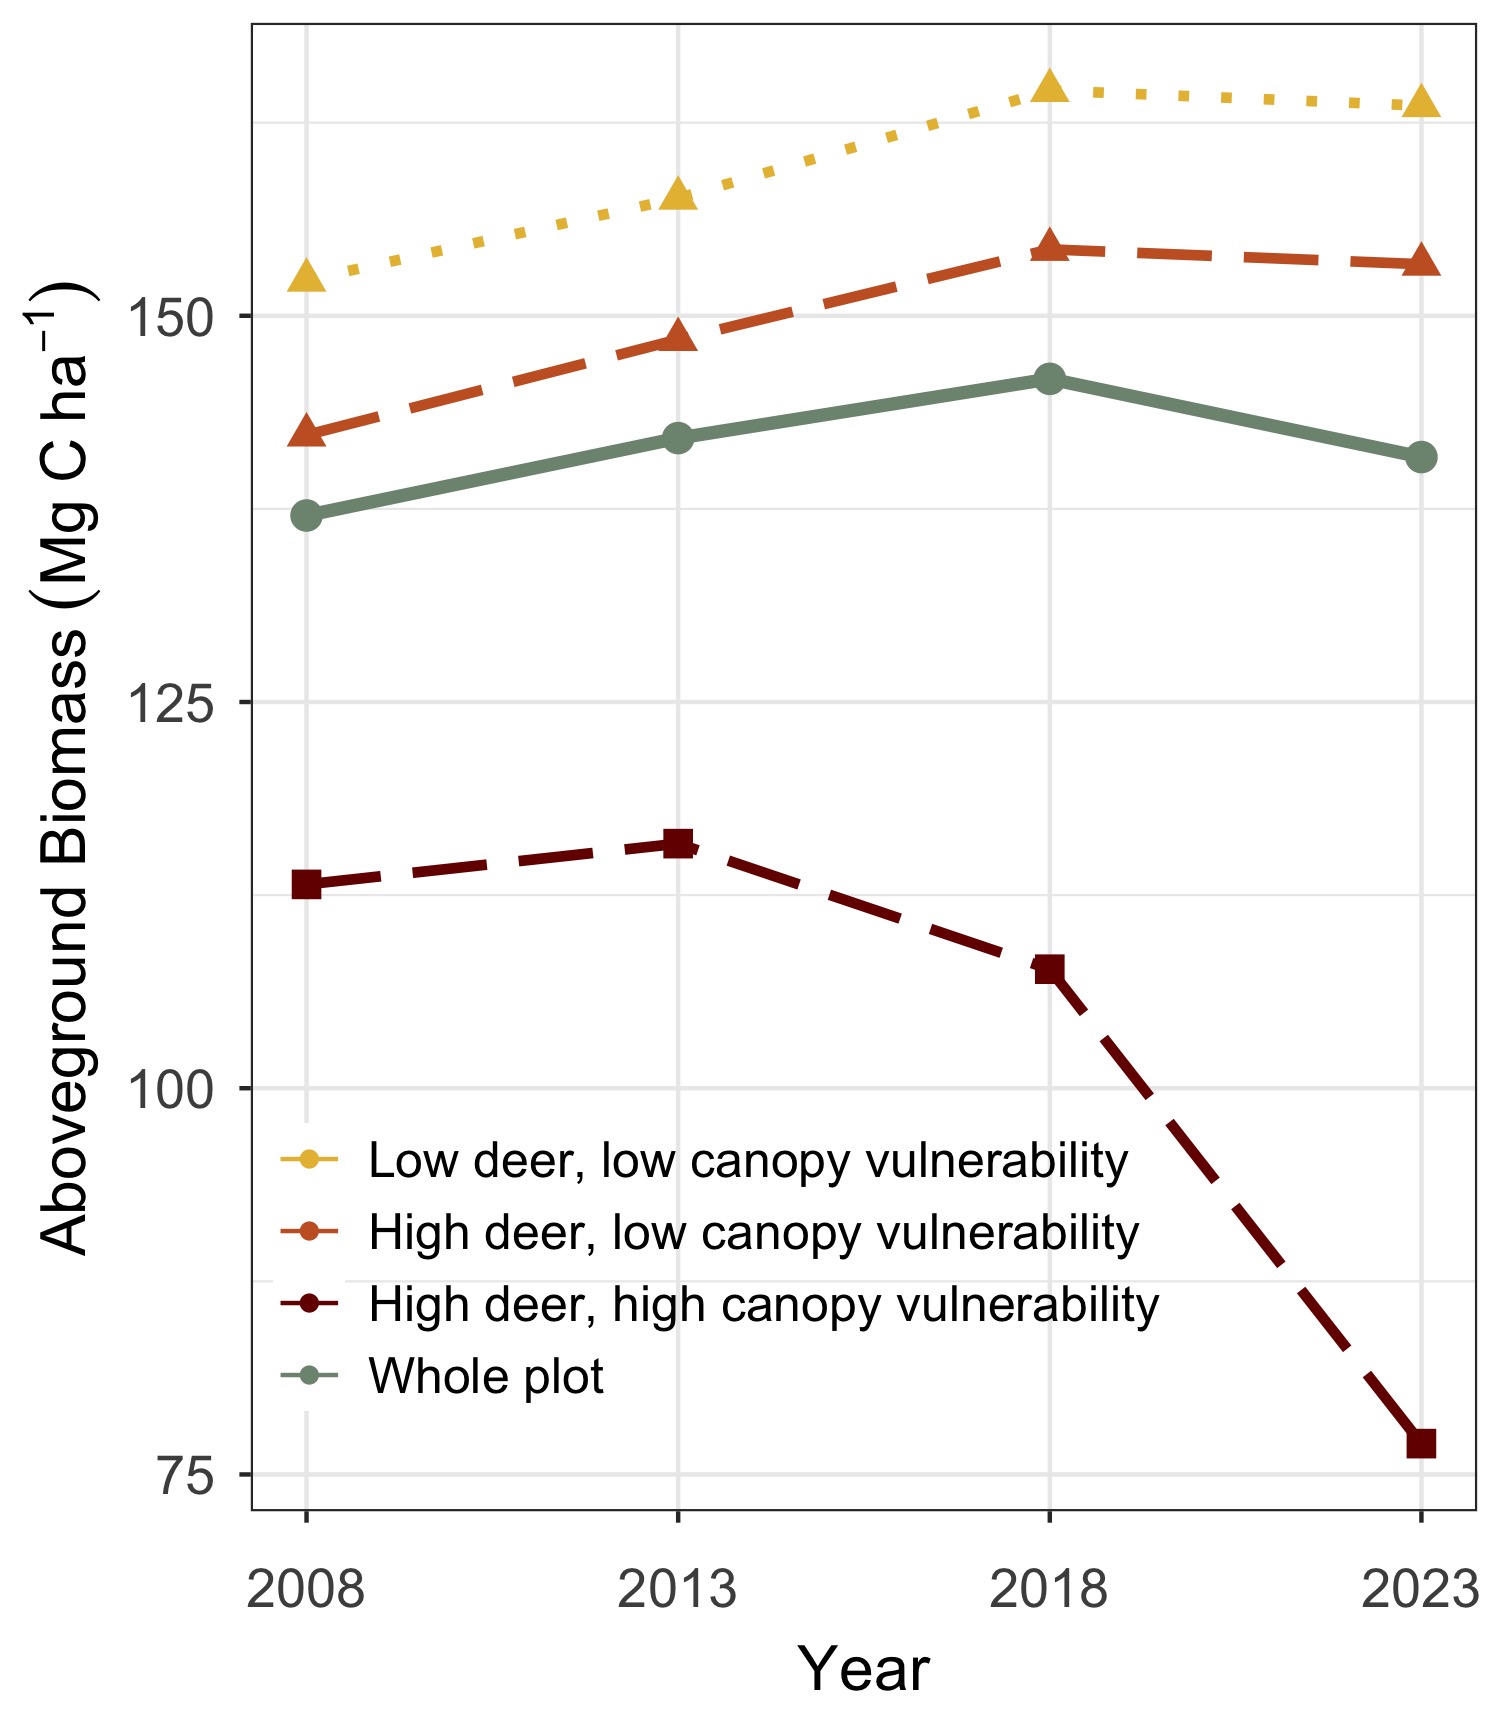 Aboveground Biomass (Mg C ha⁻¹)
150
125
100
75
Low deer, low canopy vulnerability
High deer, low canopy vulnerability
High deer, high canopy vulnerability
Whole plot
2008 2013 2018 2023
Year